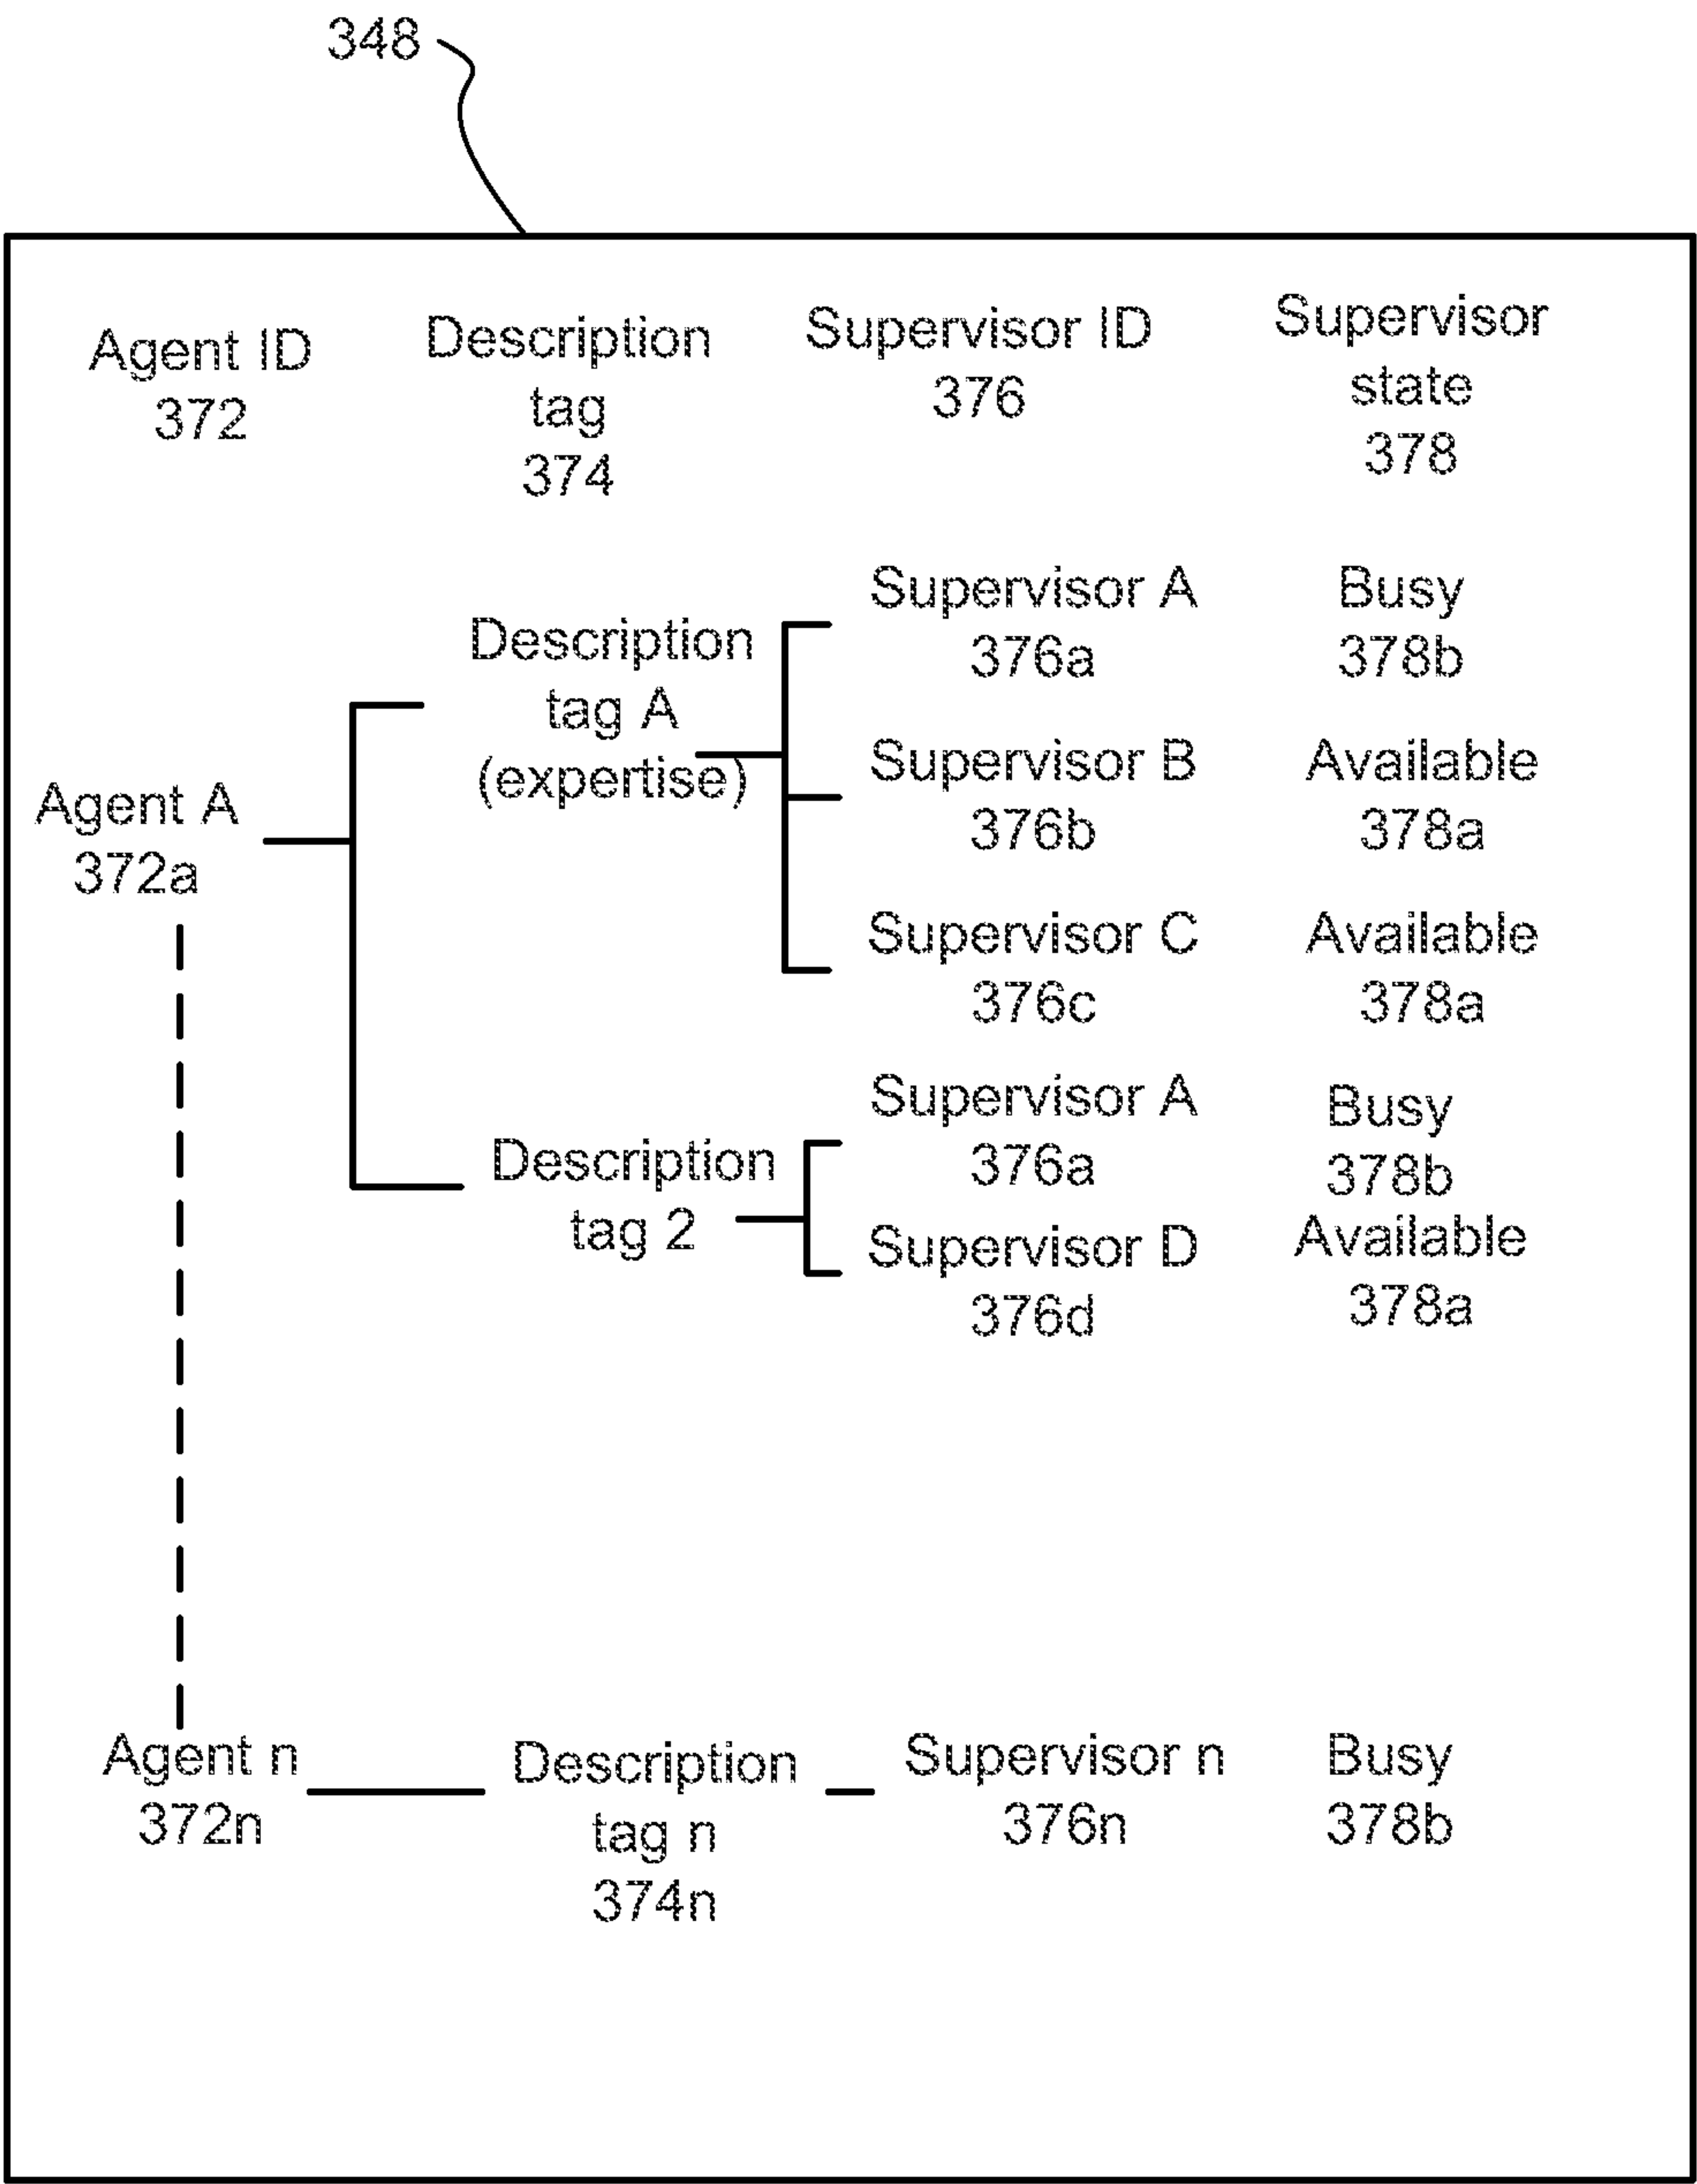 348
Agent ID
372
Description
tag
374
Supervisor ID
376
Supervisor
state
378
Agent A
372a
Description
tag A
(expertise)
Supervisor A
376a
Busy
378b
Supervisor B
376b
Available
378a
Supervisor C
376c
Available
378a
Description
tag 2
Supervisor A
376a
Busy
378b
Supervisor D
376d
Available
378a
Agent n
372n
Description
tag n
374n
Supervisor n
376n
Busy
378b